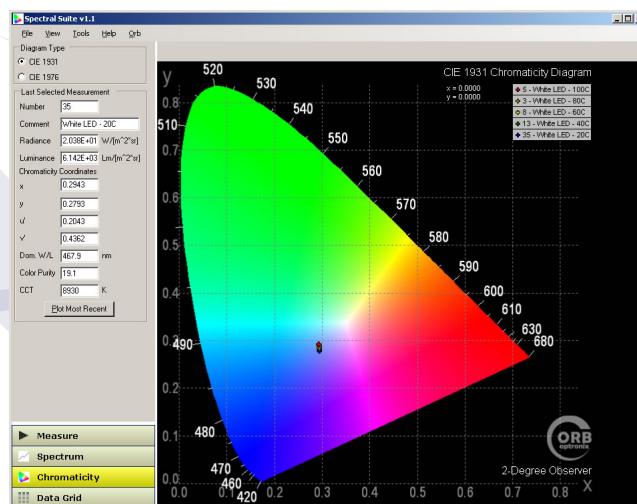 Spectral Suite v1.1
File View Tools Help Orb
Diagram Type
CIE 1931
CIE 1976
Last Selected Measurement
Number 35
Comment White LED - 20C
Radiance 2.038E+01 W/[m^2*sr]
Luminance 6.142E+03 Lm/[m^2*sr]
Chromaticity Coordinates
x 0.2943
y 0.2793
u' 0.2043
v' 0.4362
Dom. W/L 467.9 nm
Color Purity 19.1
CCT 8930 K
Plot Most Recent
Measure
Spectrum
Chromaticity
Data Grid
CIE 1931 Chromaticity Diagram
x = 0.0000
y = 0.0000
5 - White LED - 100C
3 - White LED - 80C
8 - White LED - 60C
13 - White LED - 40C
35 - White LED - 20C
y
0.8
0.7
0.6
0.5
0.4
0.3
0.2
0.1
0.0
520
530
540
510
550
560
570
580
590
600
610
630
680
490
480
470
460
420
0.0 0.1 0.2 0.3 0.4 0.5 0.6 0.7 0.8 X
ORB
optronix
2-Degree Observer